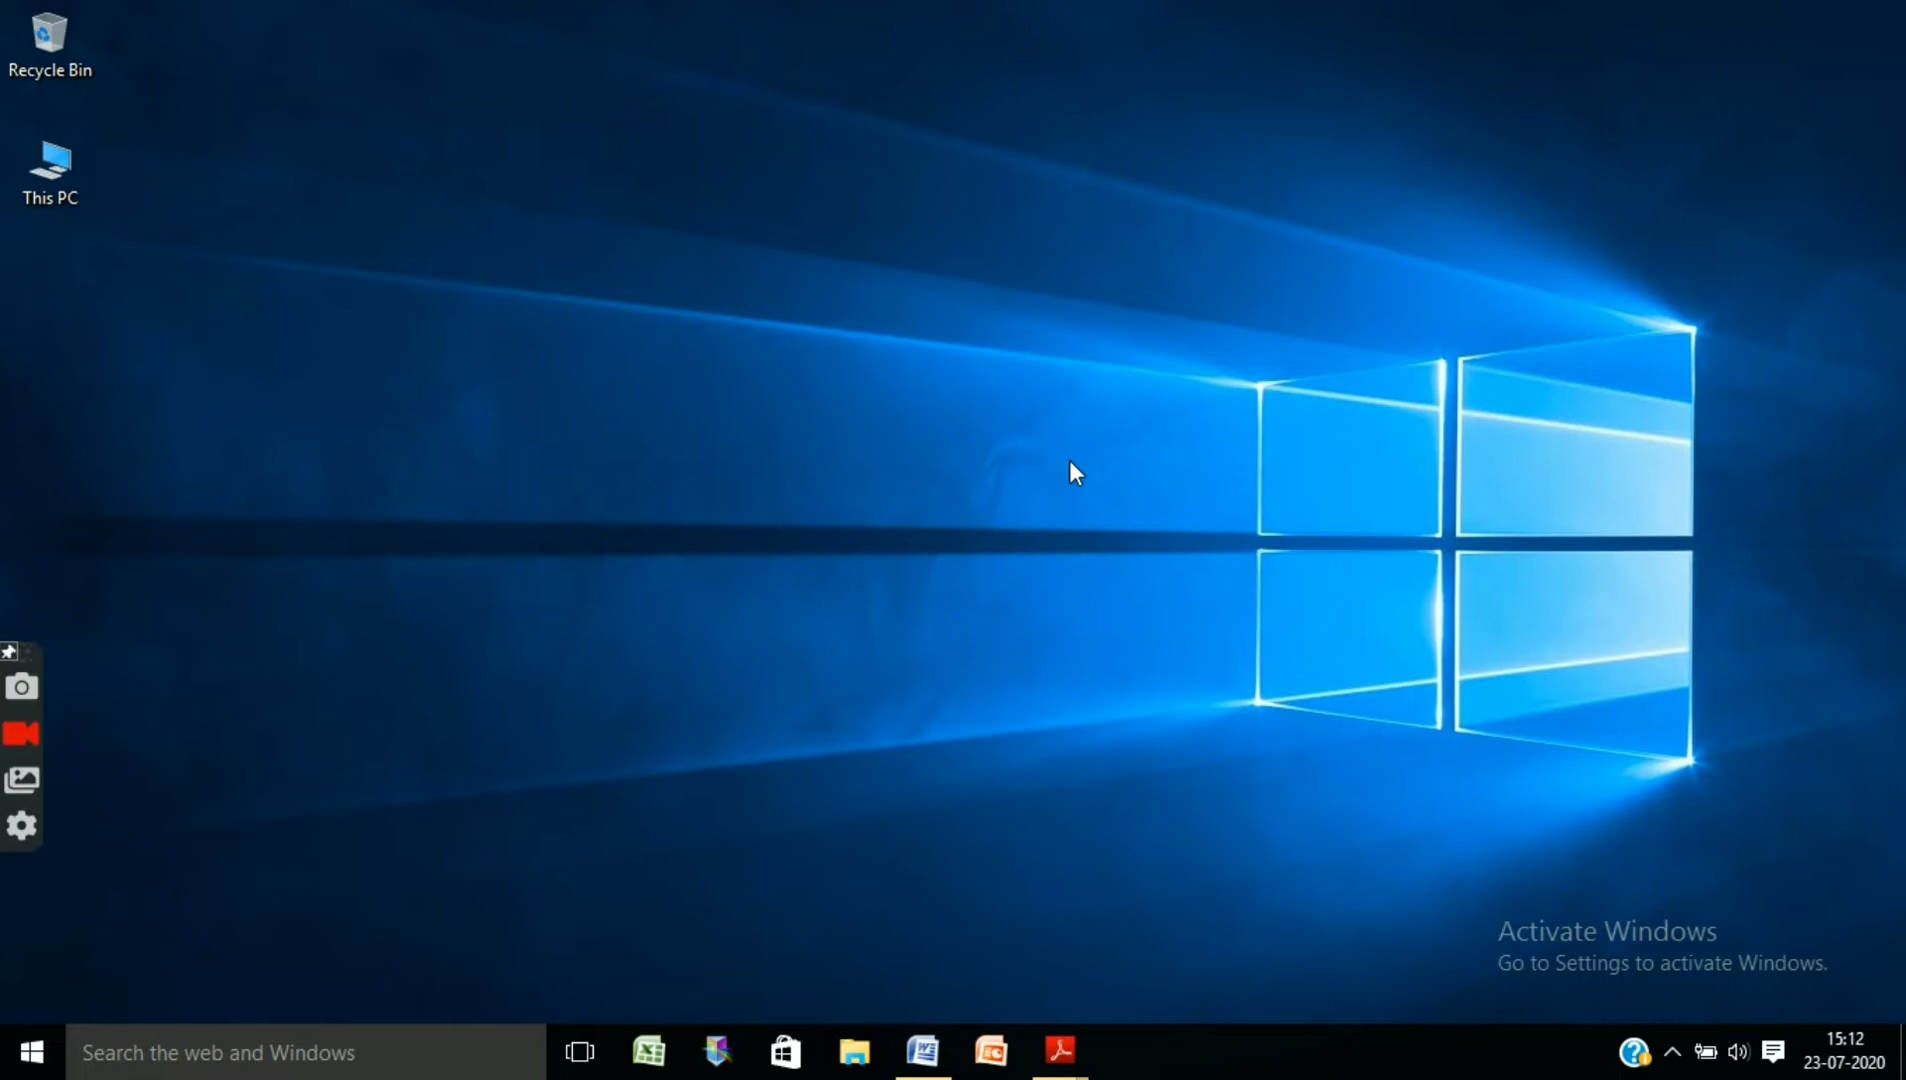 Recycle Bin
This PC
Activate Windows
Go to Settings to activate Windows.
Search the web and Windows
15:12
23-07-2020